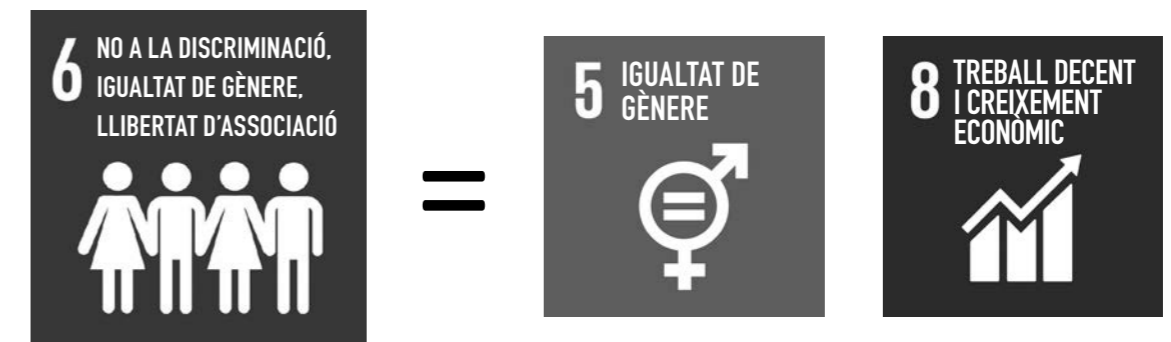 6 NO A LA DISCRIMINACIÓ,
IGUALTAT DE GÈNERE,
LLIBERTAT D'ASSOCIACIÓ
=
5 IGUALTAT DE
GÈNERE
8 TREBALL DECENT
I CREIXEMENT
ECONÒMIC